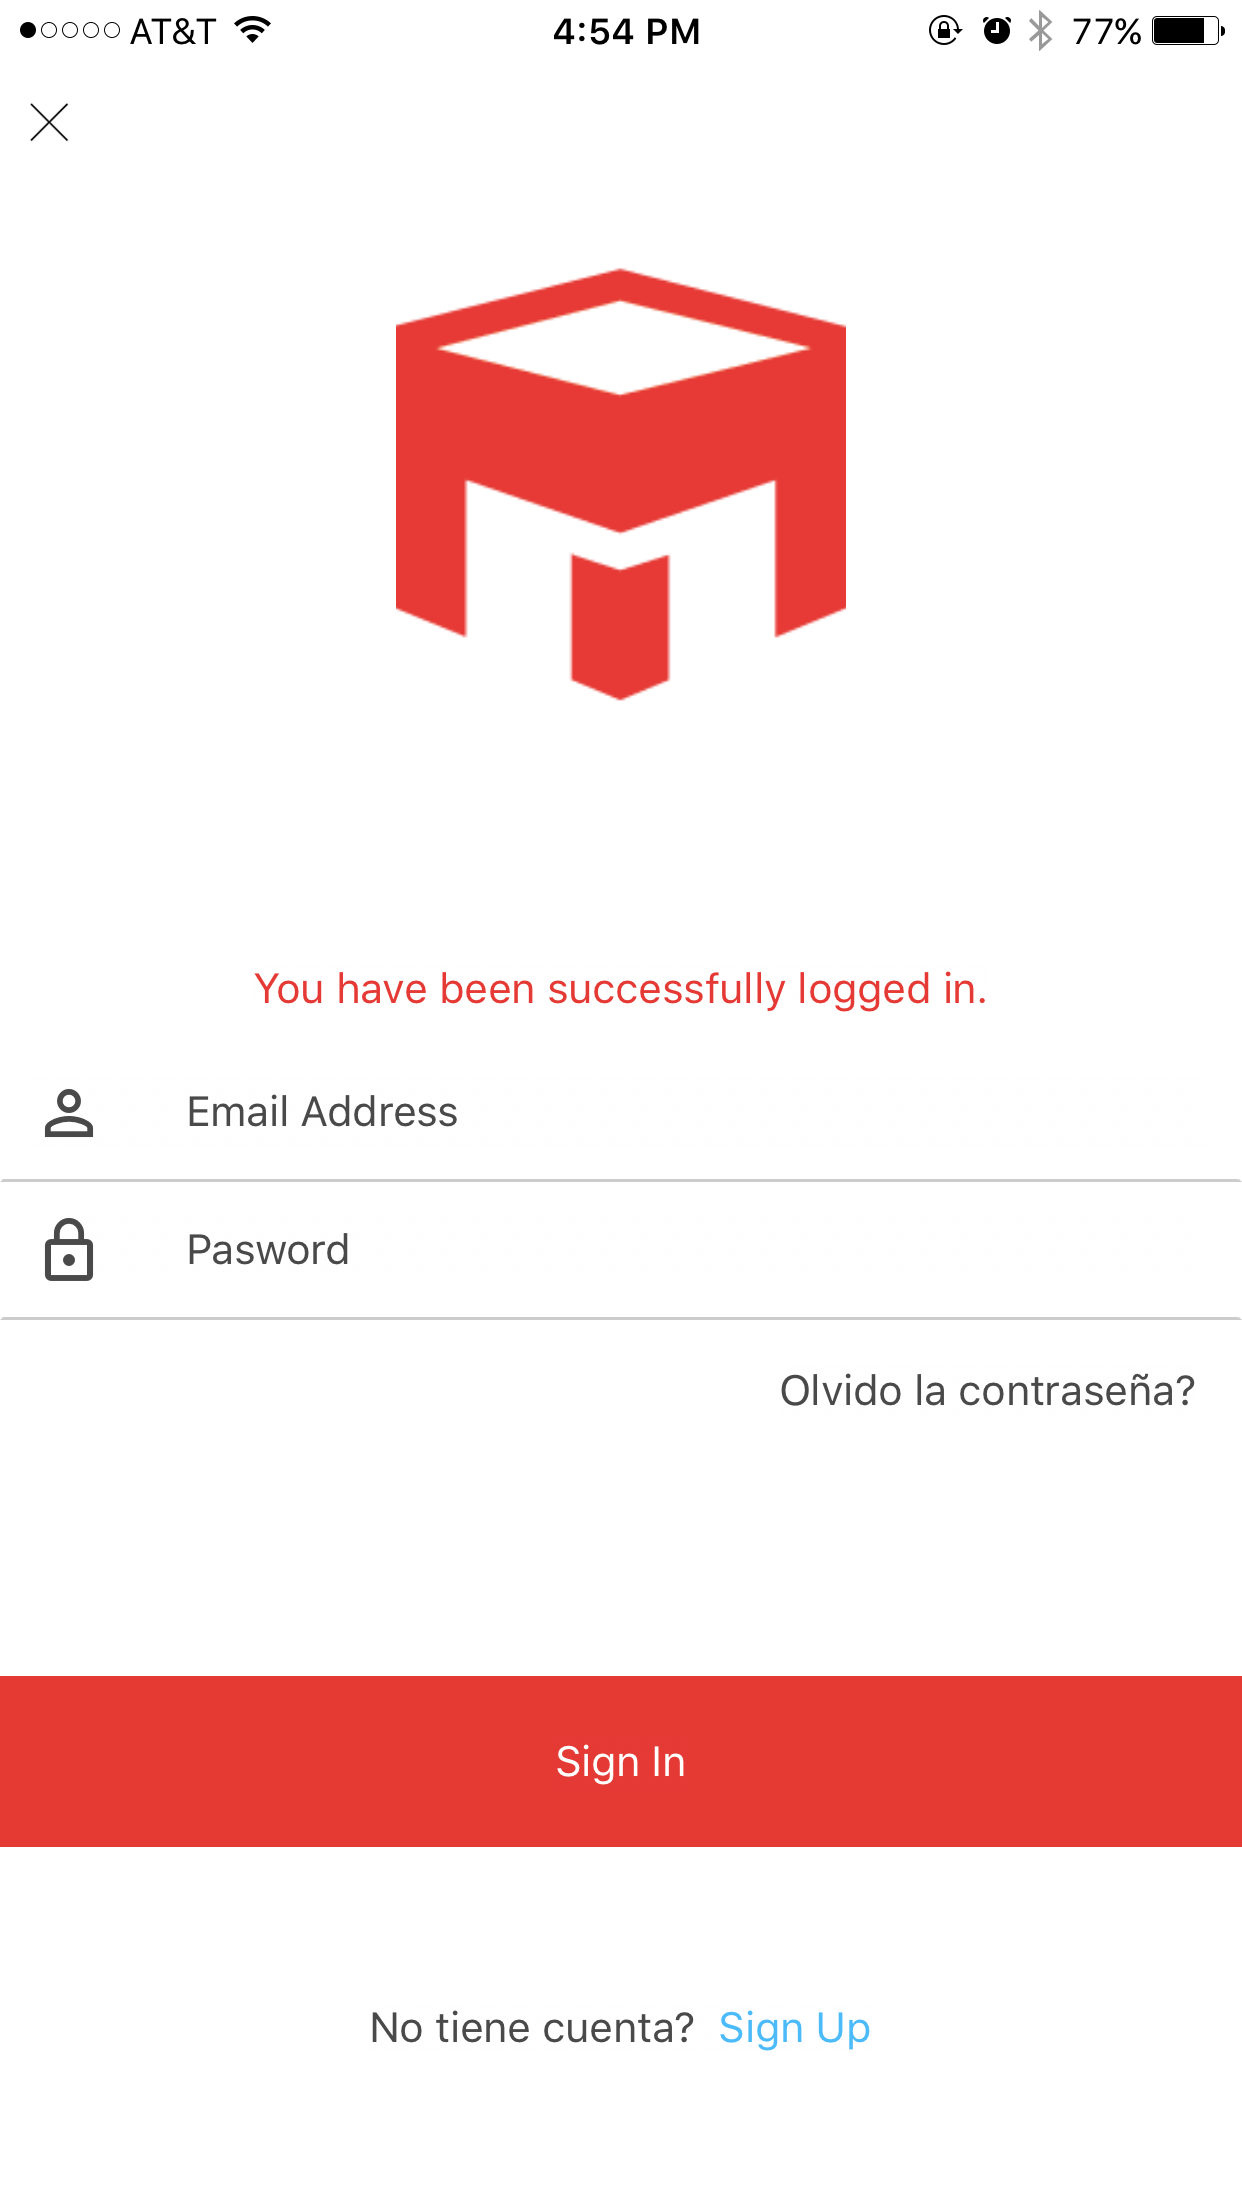 AT&T 4:54 PM 77%
You have been successfully logged in.
Email Address
Pasword
Olvido la contraseña?
Sign In
No tiene cuenta? Sign Up